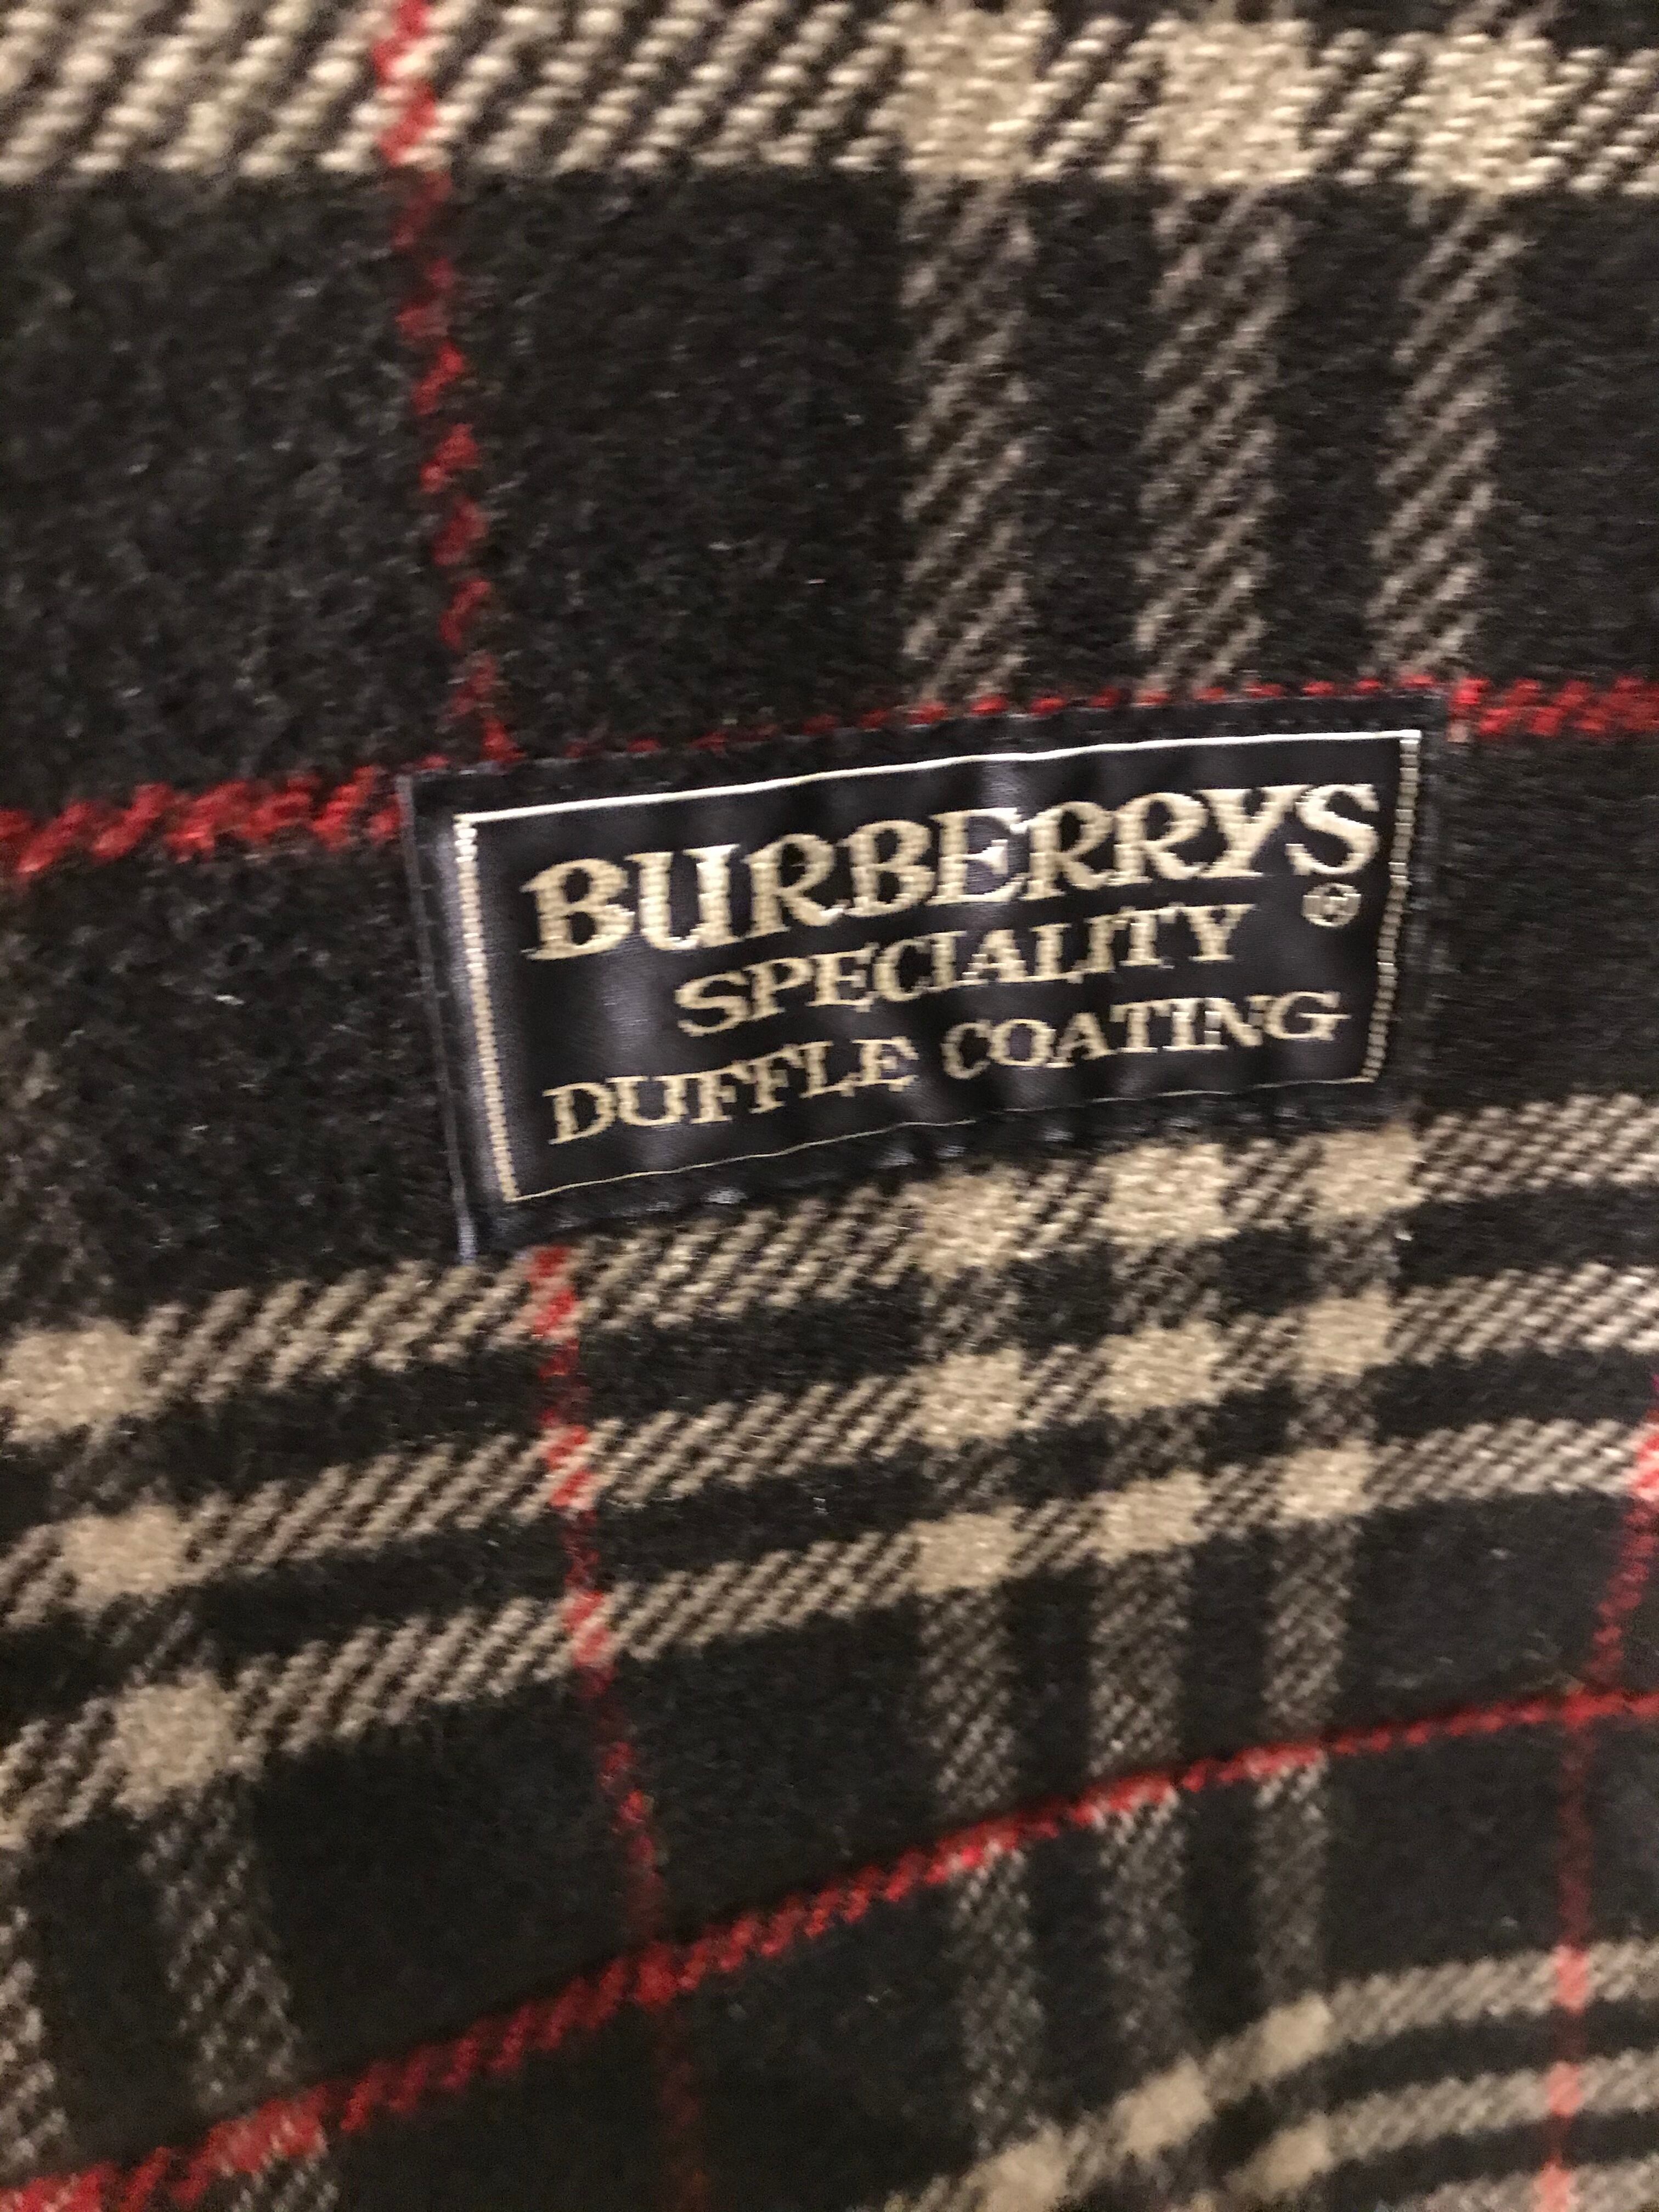 BURBERRYS
®
SPECIALITY
DUFFLE COATING